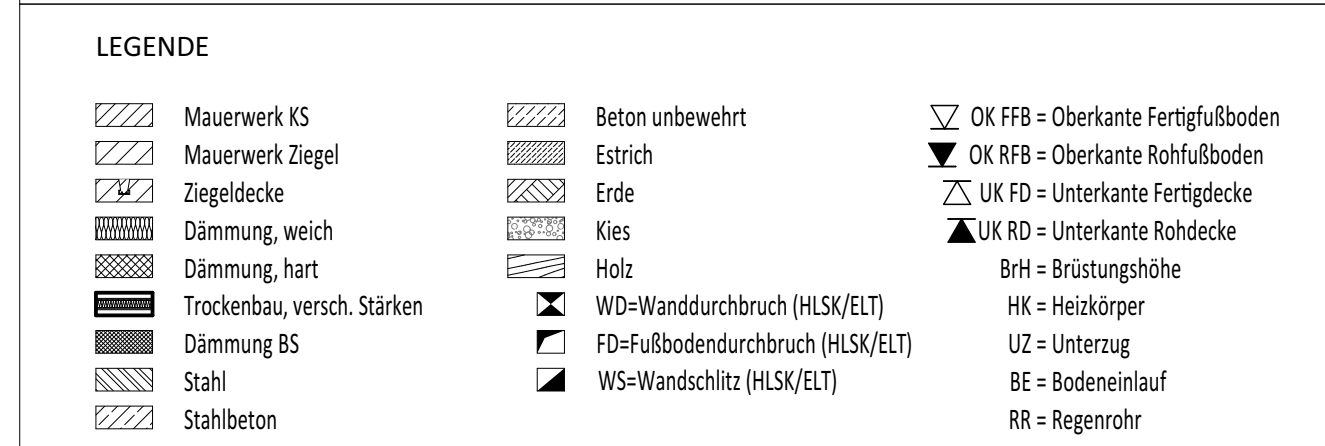 LEGENDE
Mauerwerk KS
Mauerwerk Ziegel
Ziegeldecke
Dämmung, weich
Dämmung, hart
Trockenbau, versch. Stärken
Dämmung BS
Stahl
Stahlbeton
Beton unbewehrt
Estrich
Erde
Kies
Holz
WD=Wanddurchbruch (HLSK/ELT)
FD=Fußbodendurchbruch (HLSK/ELT)
WS=Wandschlitz (HLSK/ELT)
OK FFB = Oberkante Fertigfußboden
OK RFB = Oberkante Rohfußboden
UK FD = Unterkante Fertigdecke
UK RD = Unterkante Rohdecke
BrH = Brüstungshöhe
HK = Heizkörper
UZ = Unterzug
BE = Bodeneinlauf
RR = Regenrohr